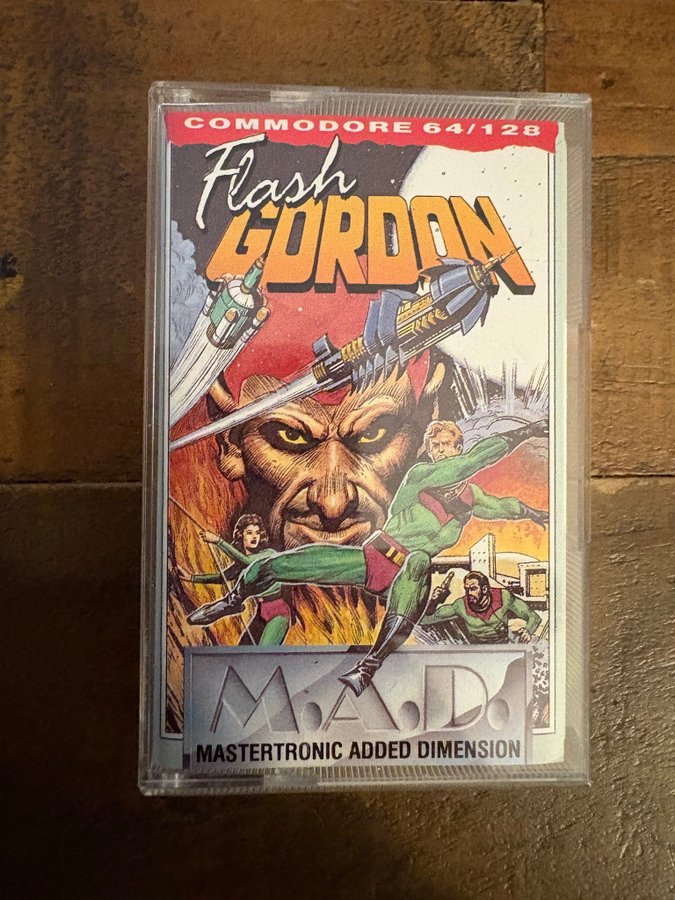 COMMODORE 64/128
Flash
GORDON
M.A.D.
MASTERTRONIC ADDED DIMENSION